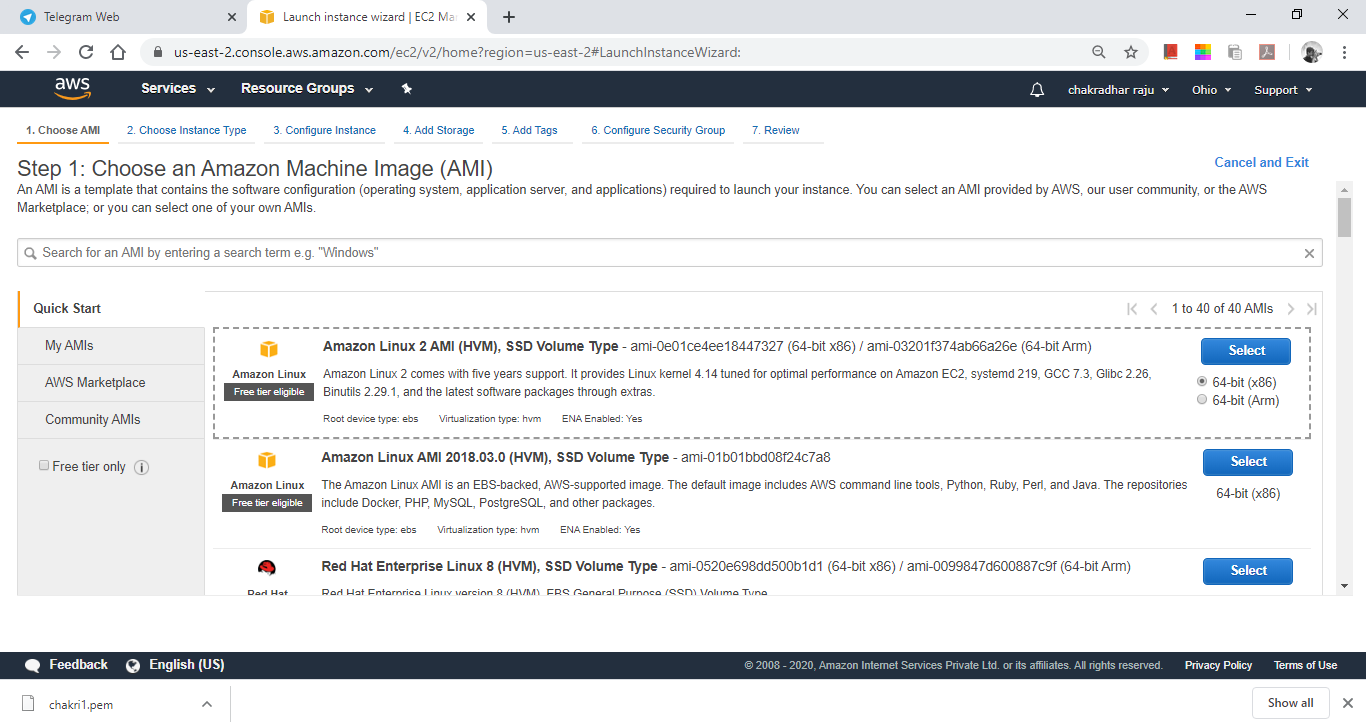 Telegram Web
Launch instance wizard | EC2 Ma
us-east-2.console.aws.amazon.com/ec2/v2/home?region=us-east-2#LaunchInstanceWizard:
aws
Services
Resource Groups
chakradhar raju
Ohio
Support
1. Choose AMI
2. Choose Instance Type
3. Configure Instance
4. Add Storage
5. Add Tags
6. Configure Security Group
7. Review
Step 1: Choose an Amazon Machine Image (AMI)
Cancel and Exit
An AMI is a template that contains the software configuration (operating system, application server, and applications) required to launch your instance. You can select an AMI provided by AWS, our user community, or the AWS
Marketplace; or you can select one of your own AMIs.
Search for an AMI by entering a search term e.g. "Windows"
Quick Start
My AMIs
AWS Marketplace
Community AMIs
Free tier only
1 to 40 of 40 AMIs
Amazon Linux
Free tier eligible
Amazon Linux 2 AMI (HVM), SSD Volume Type - ami-0e01ce4ee18447327 (64-bit x86) / ami-03201f374ab66a26e (64-bit Arm)
Amazon Linux 2 comes with five years support. It provides Linux kernel 4.14 tuned for optimal performance on Amazon EC2, systemd 219, GCC 7.3, Glibc 2.26,
Binutils 2.29.1, and the latest software packages through extras.
Root device type: ebs Virtualization type: hvm ENA Enabled: Yes
Select
64-bit (x86)
64-bit (Arm)
Amazon Linux
Free tier eligible
Amazon Linux AMI 2018.03.0 (HVM), SSD Volume Type - ami-01b01bbd08f24c7a8
The Amazon Linux AMI is an EBS-backed, AWS-supported image. The default image includes AWS command line tools, Python, Ruby, Perl, and Java. The repositories
include Docker, PHP, MySQL, PostgreSQL, and other packages.
Root device type: ebs Virtualization type: hvm ENA Enabled: Yes
Select
64-bit (x86)
Red Hat
Red Hat Enterprise Linux 8 (HVM), SSD Volume Type - ami-0520e698dd500b1d1 (64-bit x86) / ami-0099847d600887c9f (64-bit Arm)
Red Hat Enterprise Linux version 8 (HVM), EBS General Purpose (SSD) Volume Type
Select
Feedback
English (US)
© 2008 - 2020, Amazon Internet Services Private Ltd. or its affiliates. All rights reserved.
Privacy Policy
Terms of Use
chakri1.pem
Show all